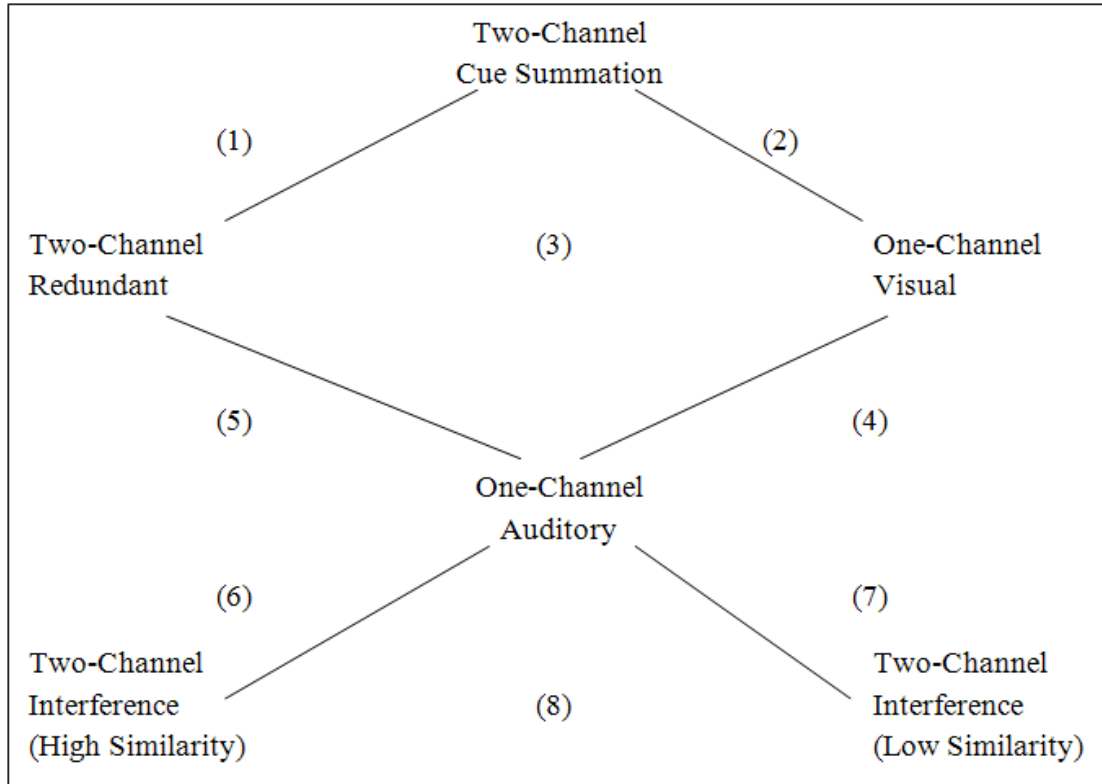 Two-Channel
Cue Summation
(1)
(2)
Two-Channel
Redundant
(3)
One-Channel
Visual
(5)
(4)
One-Channel
Auditory
(6)
(7)
Two-Channel
Interference
(High Similarity)
(8)
Two-Channel
Interference
(Low Similarity)